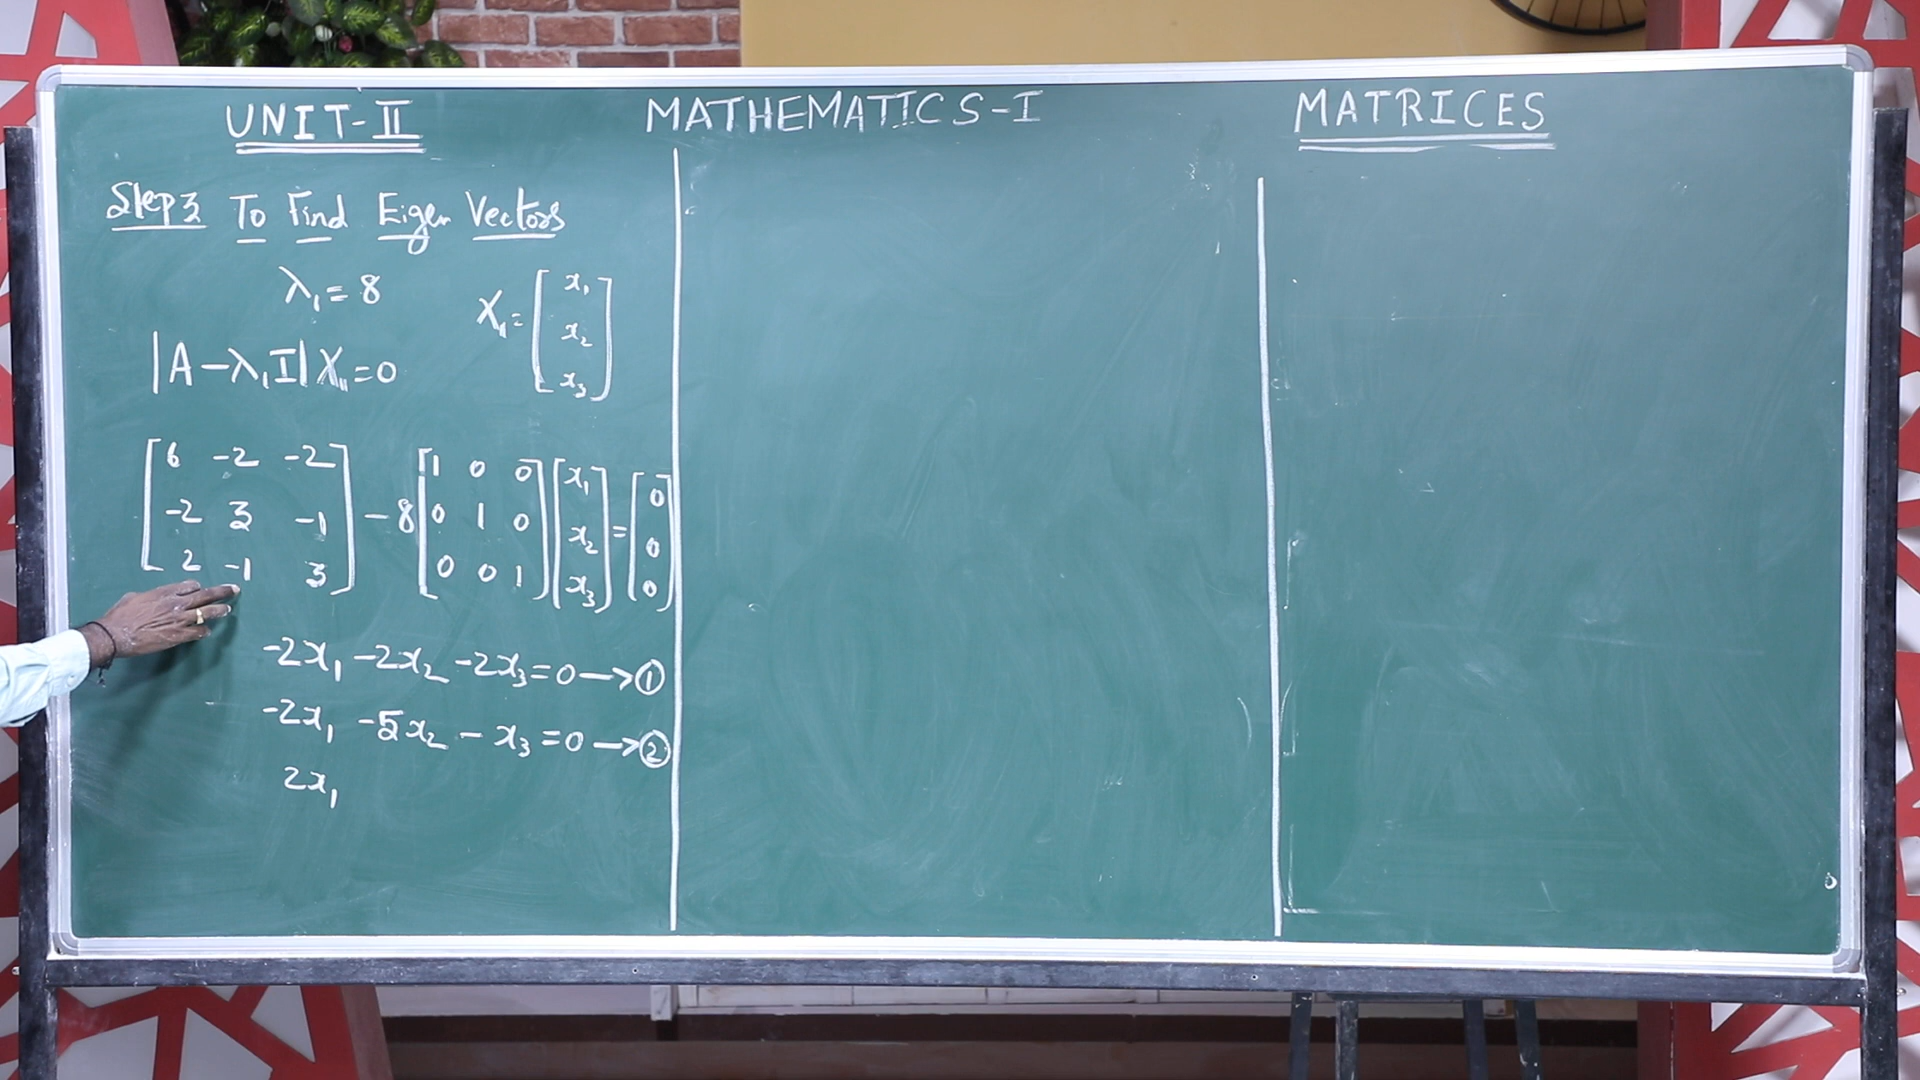 UNIT-II MATHEMATICS-I MATRICES
Step3 To Find Eigen Vectors
λ₁=8
X₁= [x₁ x₂ x₃]
|A-λ₁I| X₁=0
[6 -2 -2] -8 [1 0 0] [x₁] = [0]
[-2 3 -1] [0 1 0] [x₂] [0]
[2 -1 3] [0 0 1] [x₃] [0]
-2x₁ -2x₂ -2x₃=0 → ①
-2x₁ -5x₂ - x₃ =0 → ②
2x₁